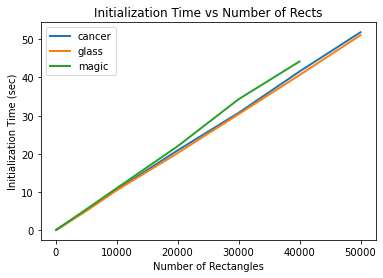 Initialization Time vs Number of Rects
cancer
glass
magic
Initialization Time (sec)
50
40
30
20
10
0
0 10000 20000 30000 40000 50000
Number of Rectangles